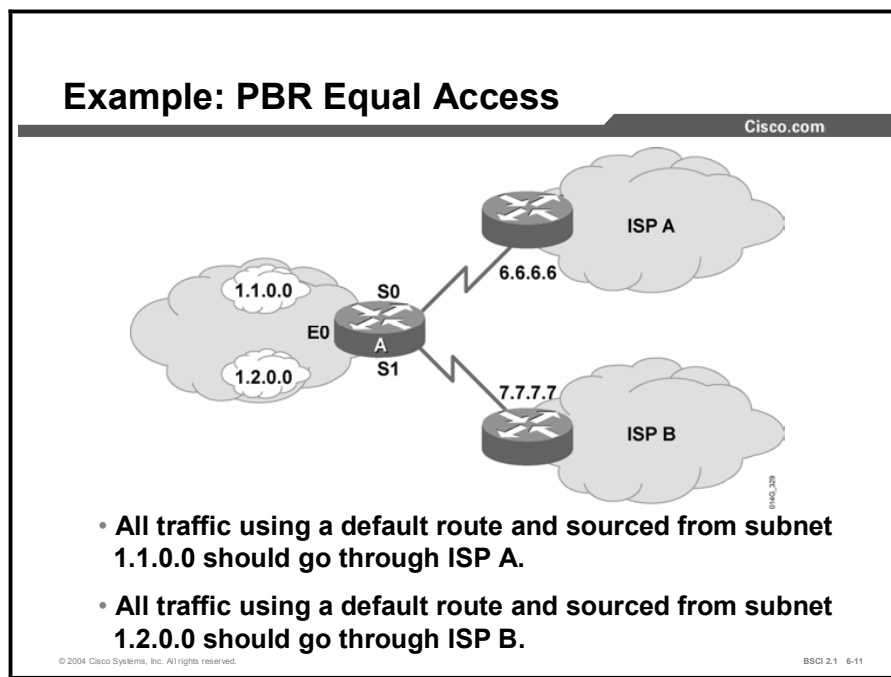 Example: PBR Equal Access
Cisco.com
ISP A
1.1.0.0
S0
6.6.6.6
E0
A
1.2.0.0
S1
7.7.7.7
ISP B
014G_329
• All traffic using a default route and sourced from subnet
1.1.0.0 should go through ISP A.
• All traffic using a default route and sourced from subnet
1.2.0.0 should go through ISP B.
© 2004 Cisco Systems, Inc. All rights reserved.
BSCI 2.1 6-11